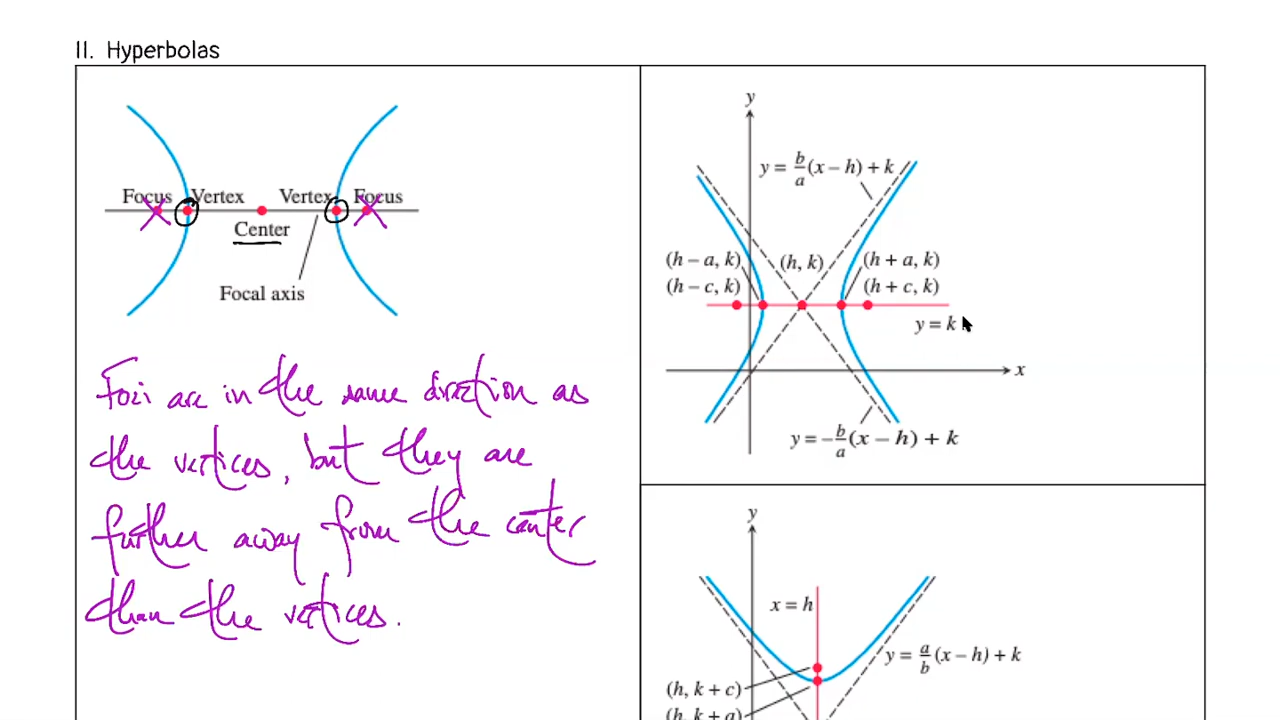 II. Hyperbolas
Focus Vertex Vertex Focus
Center
Focal axis
Foci are in the same direction as
the vertices, but they are
further away from the center
than the vertices.
y
y = b/a (x – h) + k
(h – a, k) (h, k) (h + a, k)
(h – c, k) (h + c, k)
y = k
x
y = –b/a (x – h) + k
y
x = h
y = a/b (x – h) + k
(h, k + c)
(h, k + a)